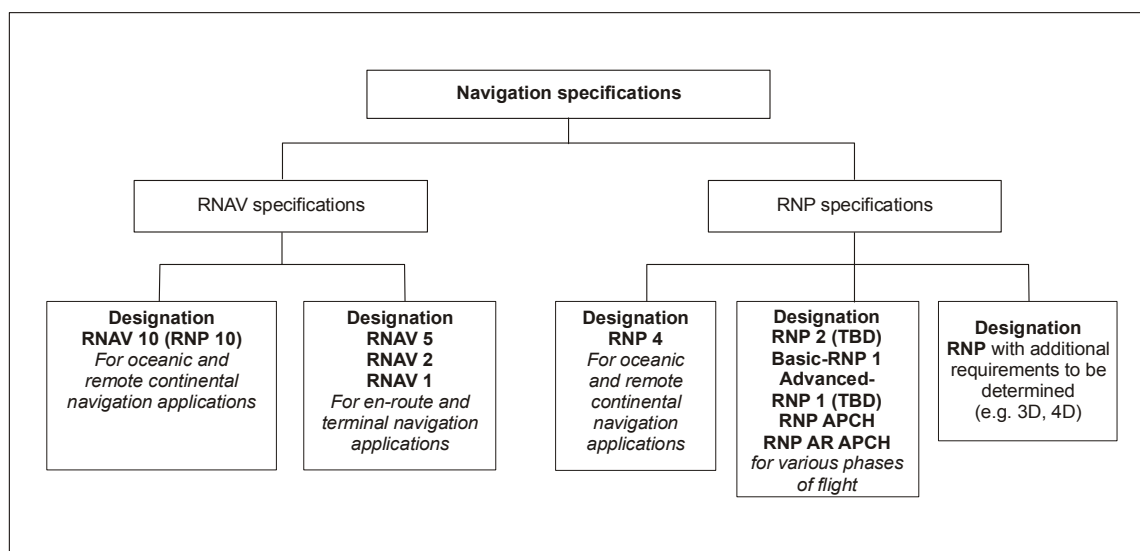 Navigation specifications
RNAV specifications
RNP specifications
Designation
RNAV 10 (RNP 10)
For oceanic and
remote continental
navigation applications
Designation
RNAV 5
RNAV 2
RNAV 1
For en-route and
terminal navigation
applications
Designation
RNP 4
For oceanic
and remote
continental
navigation
applications
Designation
RNP 2 (TBD)
Basic-RNP 1
Advanced-
RNP 1 (TBD)
RNP APCH
RNP AR APCH
for various phases
of flight
Designation
RNP with additional
requirements to be
determined
(e.g. 3D, 4D)